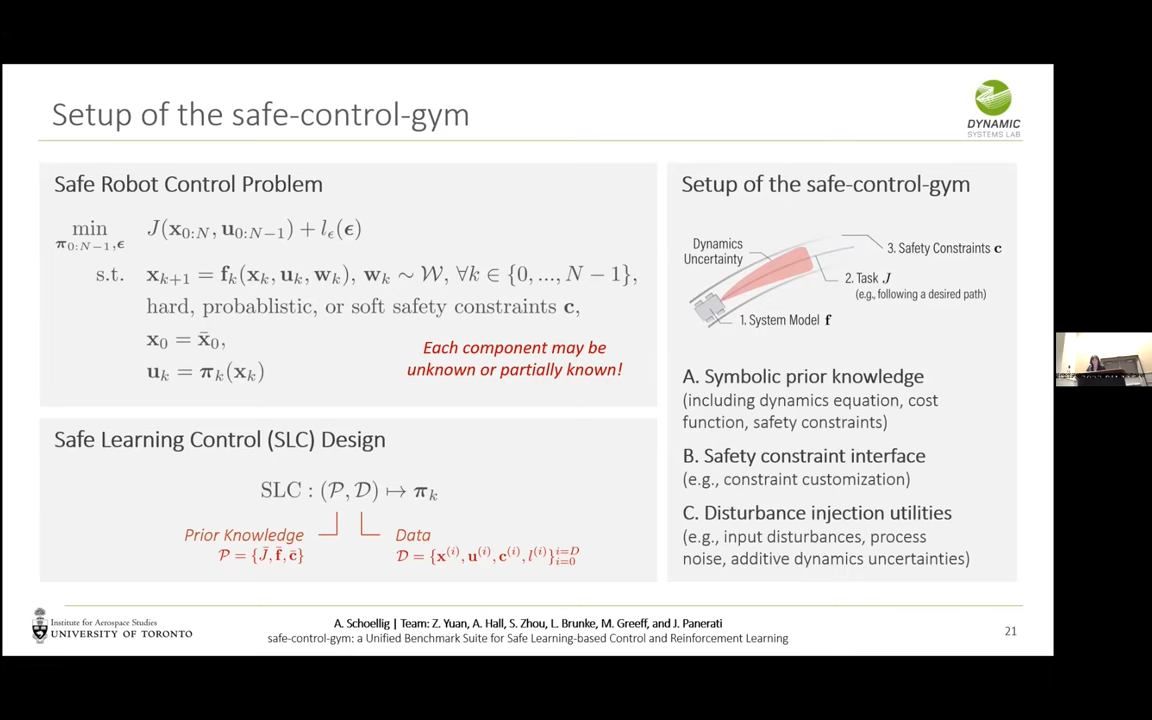 Setup of the safe-control-gym
DYNAMIC
SYSTEMS LAB
Safe Robot Control Problem
min J(x₀:N, u₀:N−1) + lϵ(ϵ)
π₀:N−1,ϵ
s.t. xₖ₊₁ = fₖ(xₖ, uₖ, wₖ), wₖ ∼ 𝒲, ∀k ∈ {0, ..., N − 1},
hard, probablistic, or soft safety constraints c,
x₀ = x̄₀,
uₖ = πₖ(xₖ)
Each component may be
unknown or partially known!
Safe Learning Control (SLC) Design
SLC : (𝒫, 𝒟) ↦ πₖ
Prior Knowledge
𝒫 = {J̄, f̄, c̄}
Data
𝒟 = {x⁽ⁱ⁾, u⁽ⁱ⁾, c⁽ⁱ⁾, l⁽ⁱ⁾}ᵢ₌₀ⁱ⁼ᴰ
Setup of the safe-control-gym
Dynamics
Uncertainty
3. Safety Constraints c
2. Task J
(e.g., following a desired path)
1. System Model f
A. Symbolic prior knowledge
(including dynamics equation, cost
function, safety constraints)
B. Safety constraint interface
(e.g., constraint customization)
C. Disturbance injection utilities
(e.g., input disturbances, process
noise, additive dynamics uncertainties)
Institute for Aerospace Studies
UNIVERSITY OF TORONTO
A. Schoellig | Team: Z. Yuan, A. Hall, S. Zhou, L. Brunke, M. Greeff, and J. Panerati
safe-control-gym: a Unified Benchmark Suite for Safe Learning-based Control and Reinforcement Learning
21